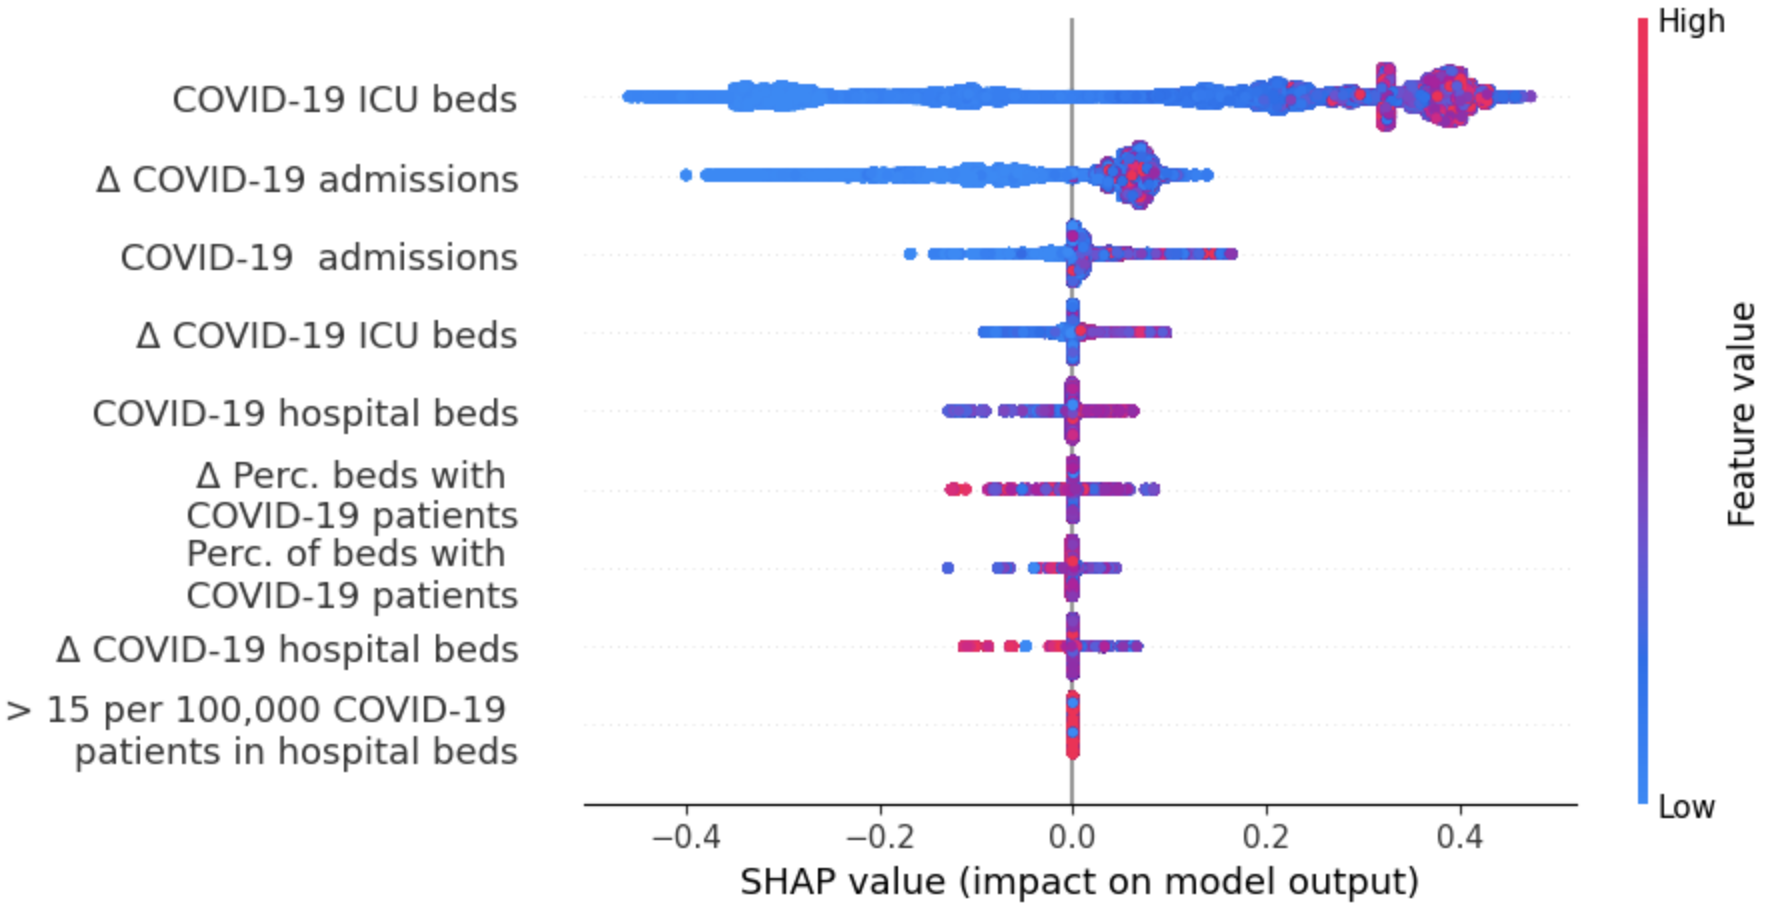 High
COVID-19 ICU beds
Δ COVID-19 admissions
COVID-19  admissions
Δ COVID-19 ICU beds
COVID-19 hospital beds
Δ Perc. beds with
COVID-19 patients
Perc. of beds with
COVID-19 patients
Δ COVID-19 hospital beds
> 15 per 100,000 COVID-19
patients in hospital beds
Feature value
Low
−0.4 −0.2 0.0 0.2 0.4
SHAP value (impact on model output)